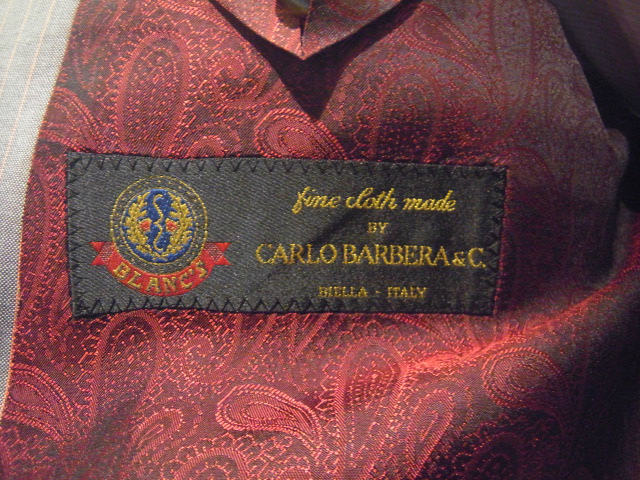 BLANC'S
fine cloth made
BY
CARLO BARBERA & C.
BIELLA - ITALY